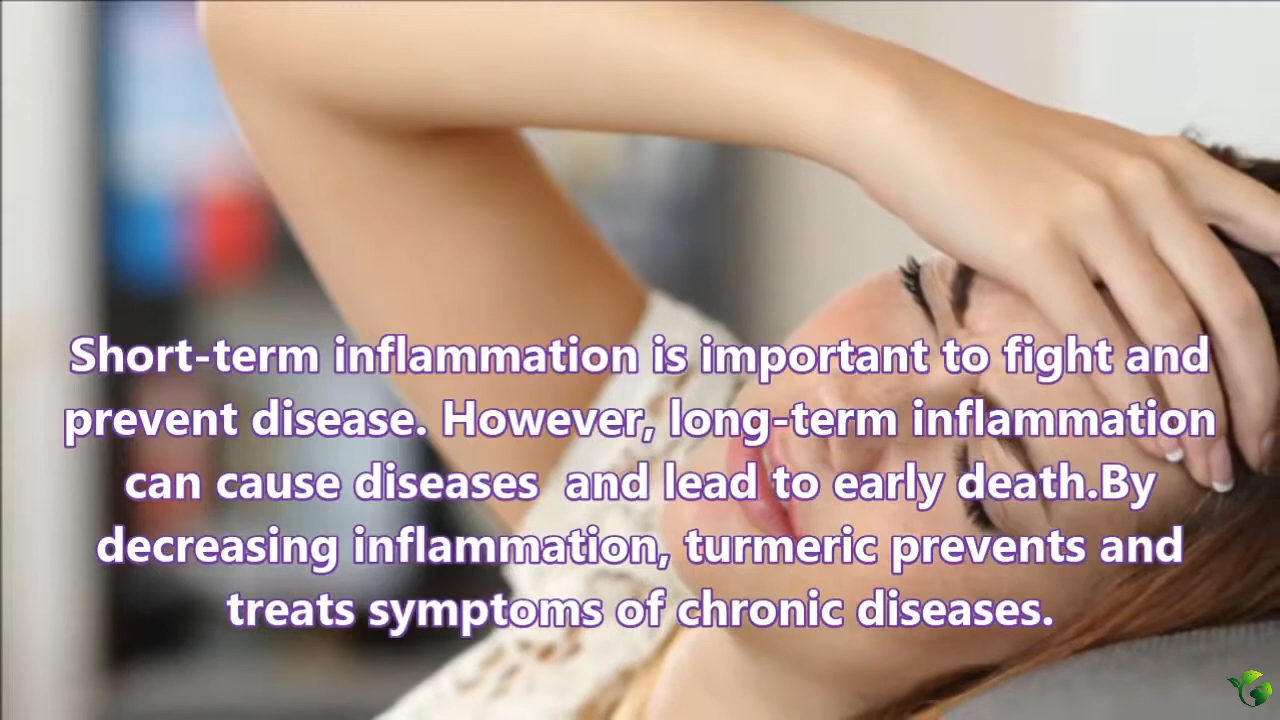 Short-term inflammation is important to fight and
prevent disease. However, long-term inflammation
can cause diseases  and lead to early death.By
decreasing inflammation, turmeric prevents and
treats symptoms of chronic diseases.